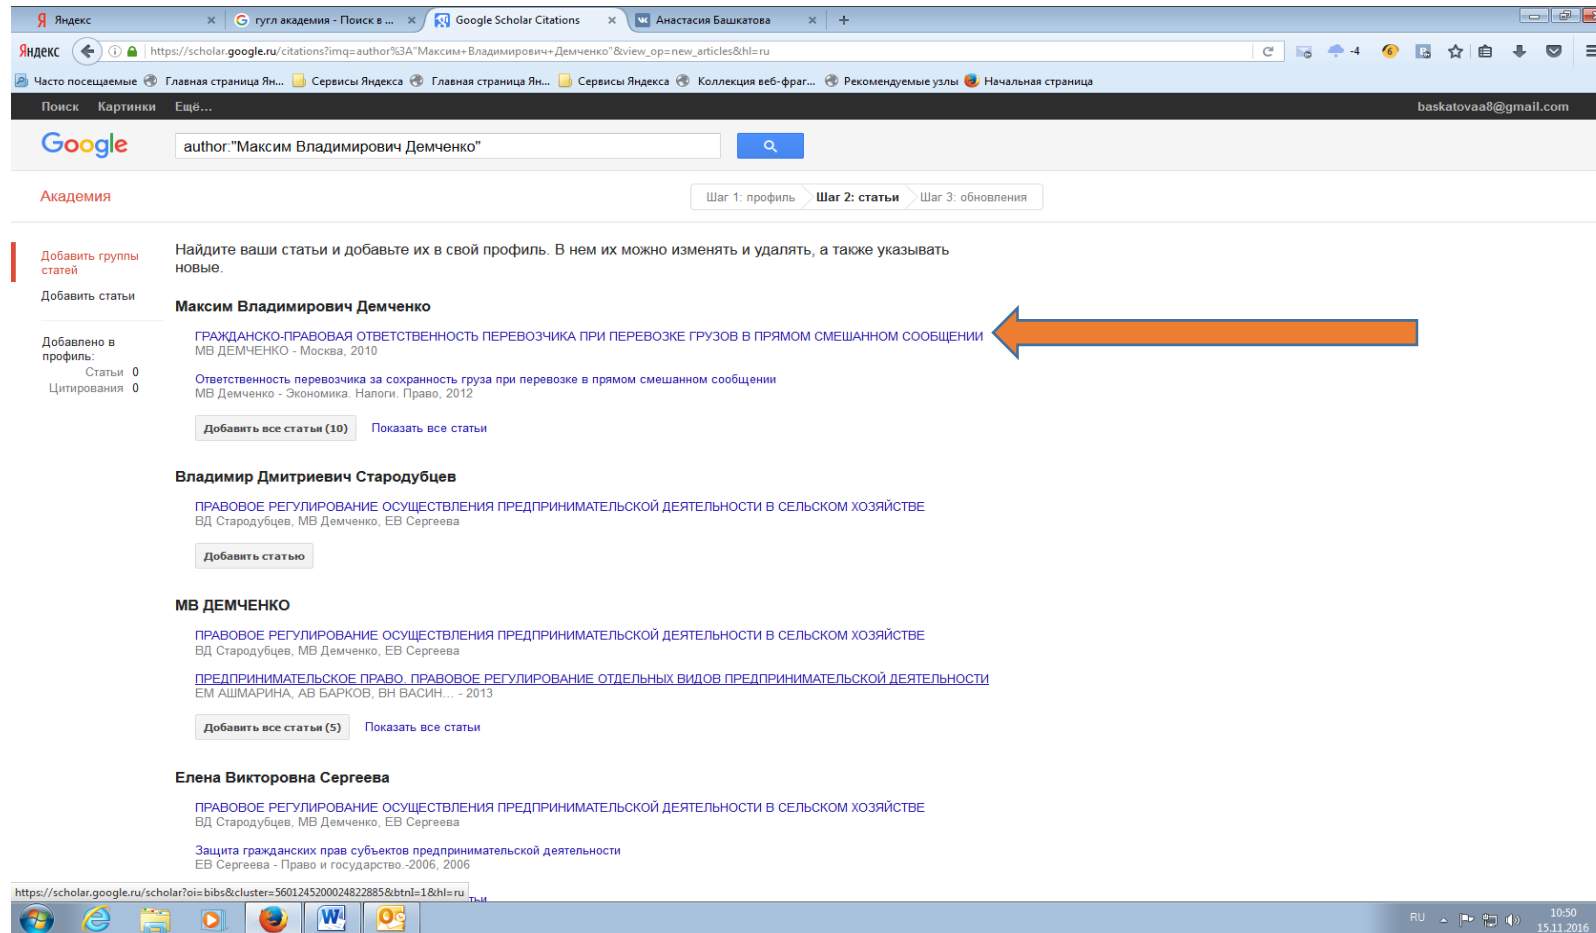 Яндекс
гугл академия - Поиск в ...
Google Scholar Citations
Анастасия Башкатова
Яндекс
https://scholar.google.ru/citations?imq=author%3A"Максим+Владимирович+Демченко"&view_op=new_articles&hl=ru
-4
6
Часто посещаемые
Главная страница Ян...
Сервисы Яндекса
Главная страница Ян...
Сервисы Яндекса
Коллекция веб-фраг...
Рекомендуемые узлы
Начальная страница
Поиск Картинки Ещё...
baskatovaa8@gmail.com
Google
author:"Максим Владимирович Демченко"
Академия
Шаг 1: профиль
Шаг 2: статьи
Шаг 3: обновления
Добавить группы
статей
Добавить статьи
Добавлено в
профиль:
Статьи 0
Цитирования 0
Найдите ваши статьи и добавьте их в свой профиль. В нем их можно изменять и удалять, а также указывать
новые.
Максим Владимирович Демченко
ГРАЖДАНСКО-ПРАВОВАЯ ОТВЕТСТВЕННОСТЬ ПЕРЕВОЗЧИКА ПРИ ПЕРЕВОЗКЕ ГРУЗОВ В ПРЯМОМ СМЕШАННОМ СООБЩЕНИИ
МВ ДЕМЧЕНКО - Москва, 2010
Ответственность перевозчика за сохранность груза при перевозке в прямом смешанном сообщении
МВ Демченко - Экономика. Налоги. Право, 2012
Добавить все статьи (10) Показать все статьи
Владимир Дмитриевич Стародубцев
ПРАВОВОЕ РЕГУЛИРОВАНИЕ ОСУЩЕСТВЛЕНИЯ ПРЕДПРИНИМАТЕЛЬСКОЙ ДЕЯТЕЛЬНОСТИ В СЕЛЬСКОМ ХОЗЯЙСТВЕ
ВД Стародубцев, МВ Демченко, ЕВ Сергеева
Добавить статью
МВ ДЕМЧЕНКО
ПРАВОВОЕ РЕГУЛИРОВАНИЕ ОСУЩЕСТВЛЕНИЯ ПРЕДПРИНИМАТЕЛЬСКОЙ ДЕЯТЕЛЬНОСТИ В СЕЛЬСКОМ ХОЗЯЙСТВЕ
ВД Стародубцев, МВ Демченко, ЕВ Сергеева
ПРЕДПРИНИМАТЕЛЬСКОЕ ПРАВО. ПРАВОВОЕ РЕГУЛИРОВАНИЕ ОТДЕЛЬНЫХ ВИДОВ ПРЕДПРИНИМАТЕЛЬСКОЙ ДЕЯТЕЛЬНОСТИ
ЕМ АШМАРИНА, АВ БАРКОВ, ВН ВАСИН... - 2013
Добавить все статьи (5) Показать все статьи
Елена Викторовна Сергеева
ПРАВОВОЕ РЕГУЛИРОВАНИЕ ОСУЩЕСТВЛЕНИЯ ПРЕДПРИНИМАТЕЛЬСКОЙ ДЕЯТЕЛЬНОСТИ В СЕЛЬСКОМ ХОЗЯЙСТВЕ
ВД Стародубцев, МВ Демченко, ЕВ Сергеева
Защита гражданских прав субъектов предпринимательской деятельности
ЕВ Сергеева - Право и государство.-2006, 2006
https://scholar.google.ru/scholar?oi=bibs&cluster=5601245200024822885&btnI=1&hl=ru
RU
10:50
15.11.2016